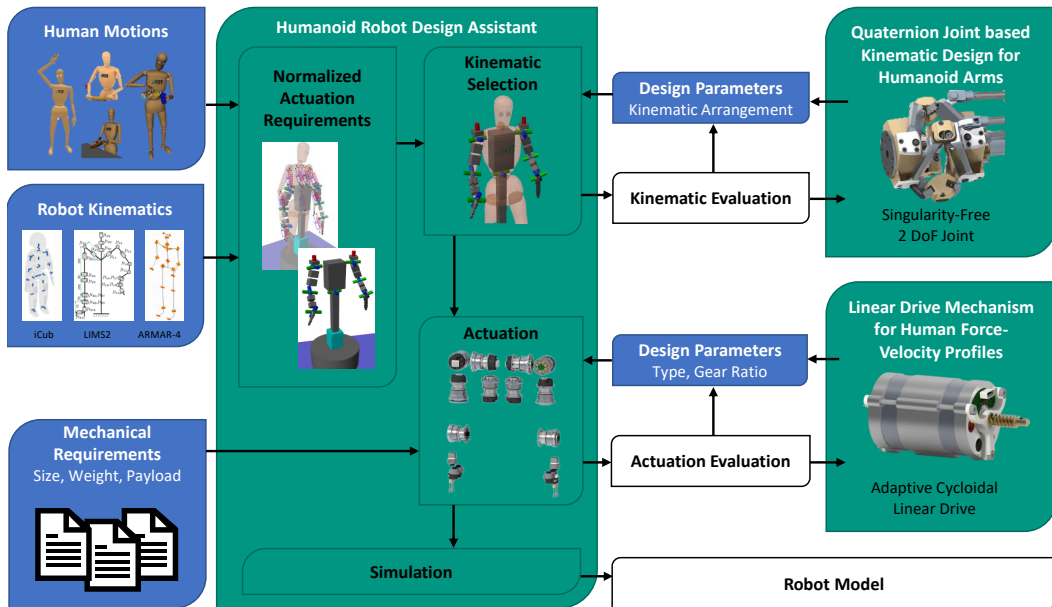 Human Motions
Robot Kinematics
iCub
LIMS2
ARMAR-4
Mechanical
Requirements
Size, Weight, Payload
Humanoid Robot Design Assistant
Normalized
Actuation
Requirements
Kinematic
Selection
Actuation
Simulation
Design Parameters
Kinematic Arrangement
Kinematic Evaluation
Design Parameters
Type, Gear Ratio
Actuation Evaluation
Robot Model
Quaternion Joint based
Kinematic Design for
Humanoid Arms
Singularity-Free
2 DoF Joint
Linear Drive Mechanism
for Human Force-
Velocity Profiles
Adaptive Cycloidal
Linear Drive